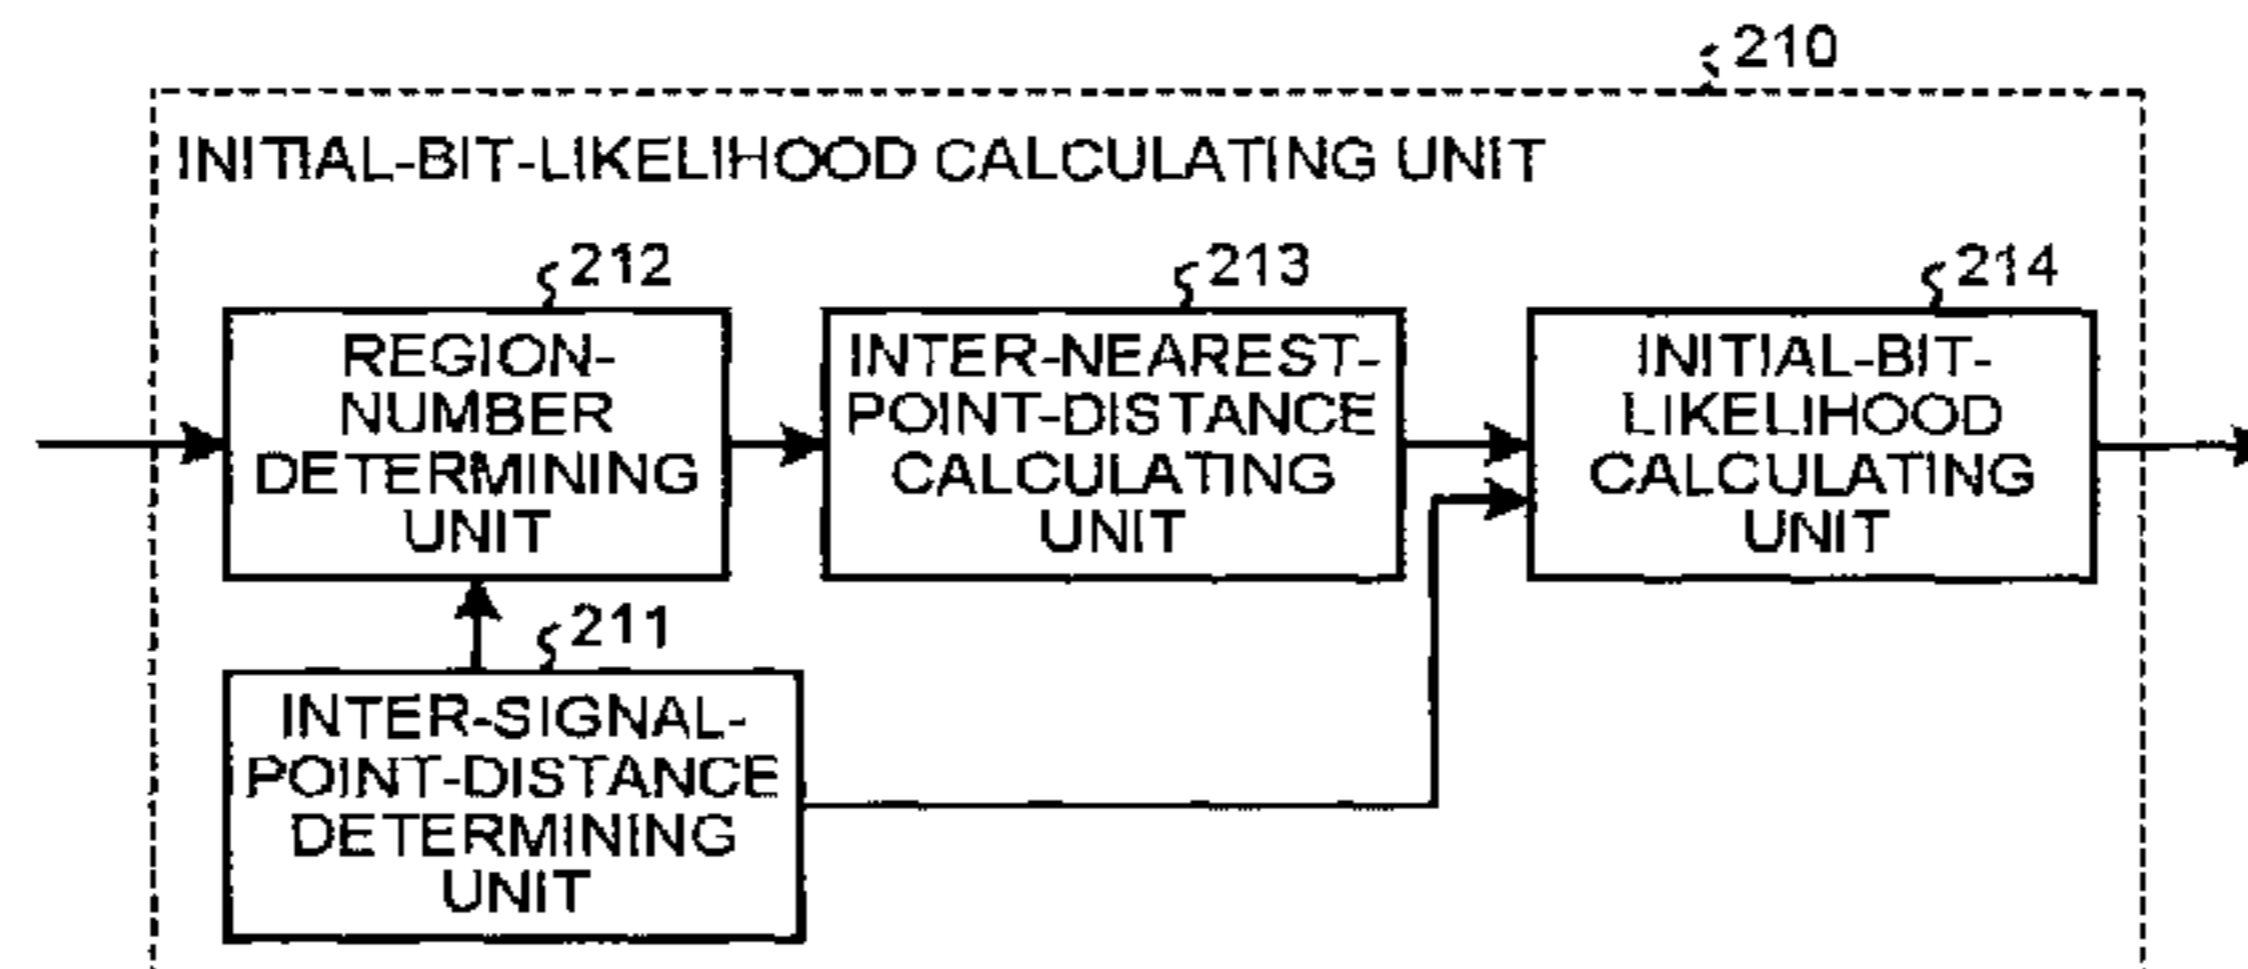 210
INITIAL-BIT-LIKELIHOOD CALCULATING UNIT
212
REGION-
NUMBER
DETERMINING
UNIT
213
INTER-NEAREST-
POINT-DISTANCE
CALCULATING
UNIT
214
INITIAL-BIT-
LIKELIHOOD
CALCULATING
UNIT
211
INTER-SIGNAL-
POINT-DISTANCE
DETERMINING
UNIT